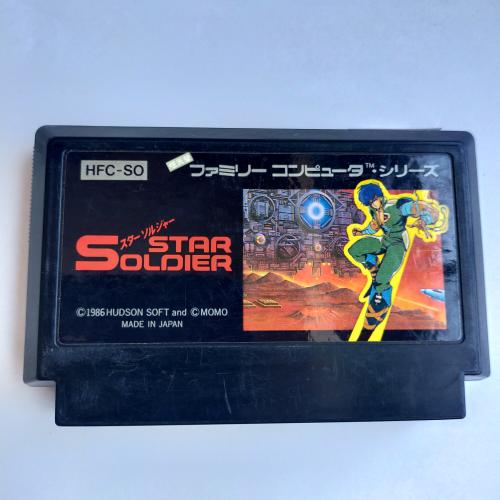 HFC-SO
ファミリー コンピュータ™・シリーズ
スター・ソルジャー
STAR
SOLDIER
©1986 HUDSON SOFT and ©MOMO
MADE IN JAPAN